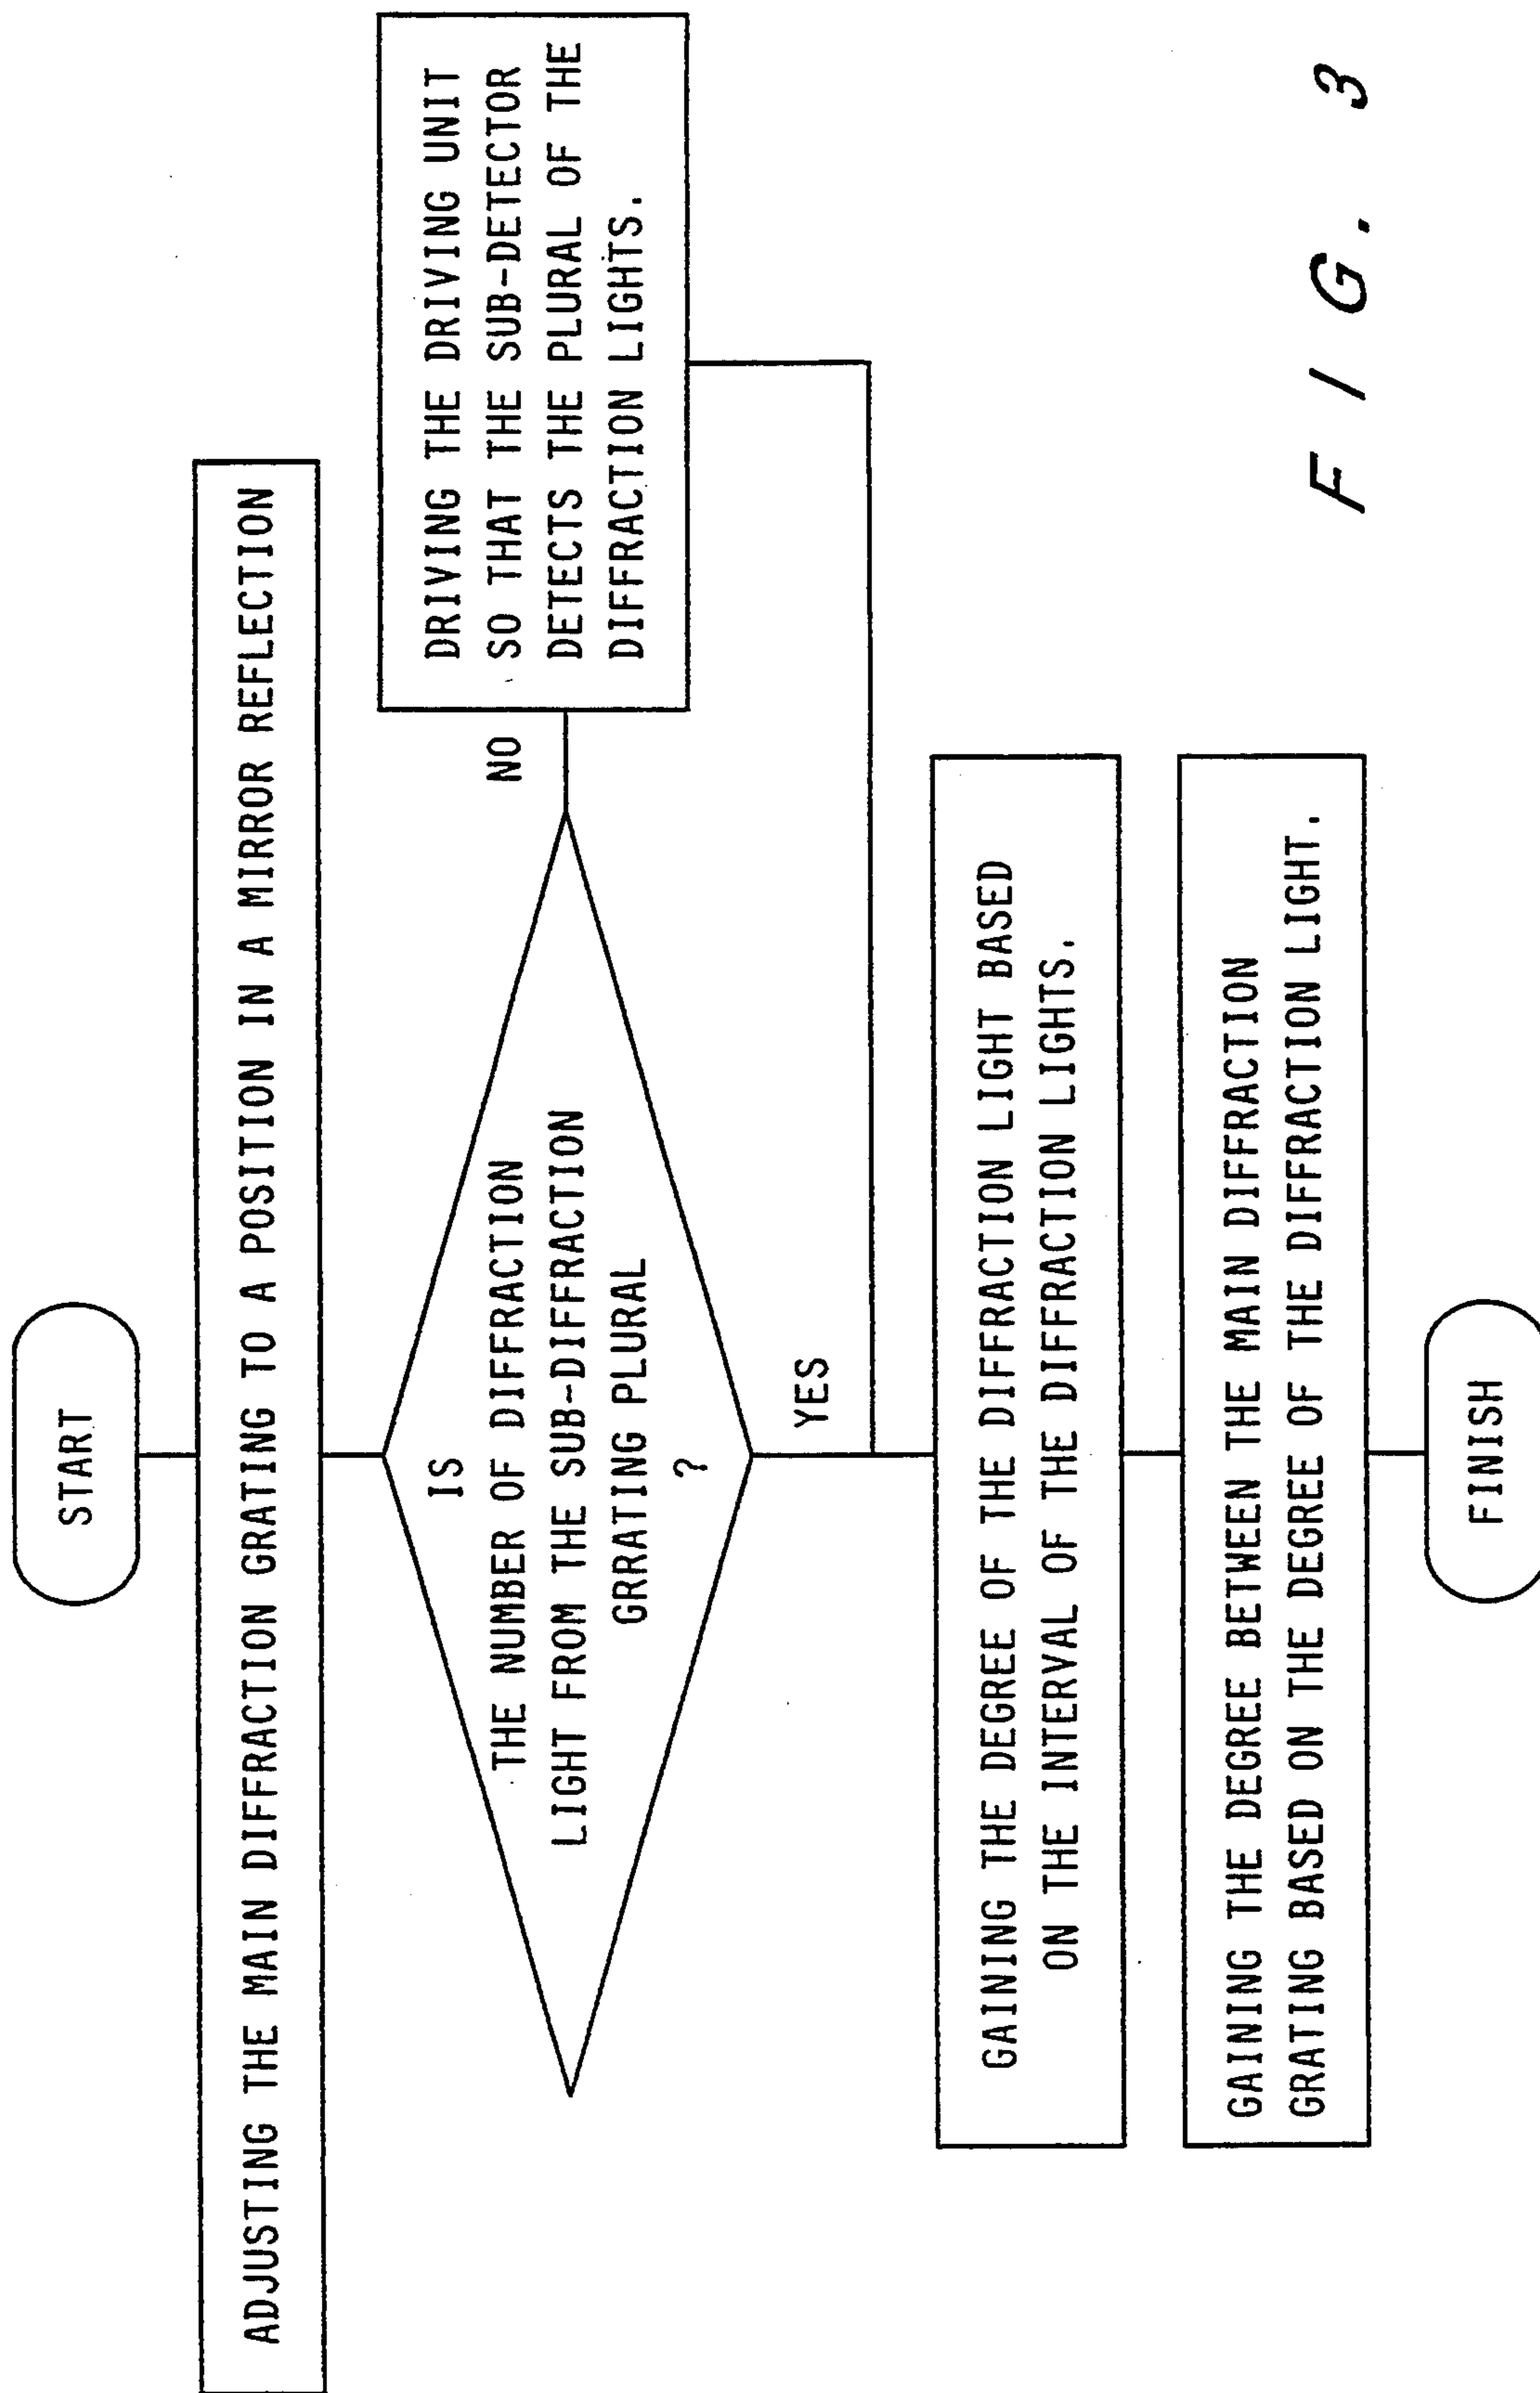 START
ADJUSTING THE MAIN DIFFRACTION GRATING TO A POSITION IN A MIRROR REFLECTION
IS
THE NUMBER OF DIFFRACTION
LIGHT FROM THE SUB-DIFFRACTION
GRRATING PLURAL
?
NO
DRIVING THE DRIVING UNIT
SO THAT THE SUB-DETECTOR
DETECTS THE PLURAL OF THE
DIFFRACTION LIGHTS.
YES
GAINING THE DEGREE OF THE DIFFRACTION LIGHT BASED
ON THE INTERVAL OF THE DIFFRACTION LIGHTS.
GAINING THE DEGREE BETWEEN THE MAIN DIFFRACTION
GRATING BASED ON THE DEGREE OF THE DIFFRACTION LIGHT.
FINISH
FIG. 3